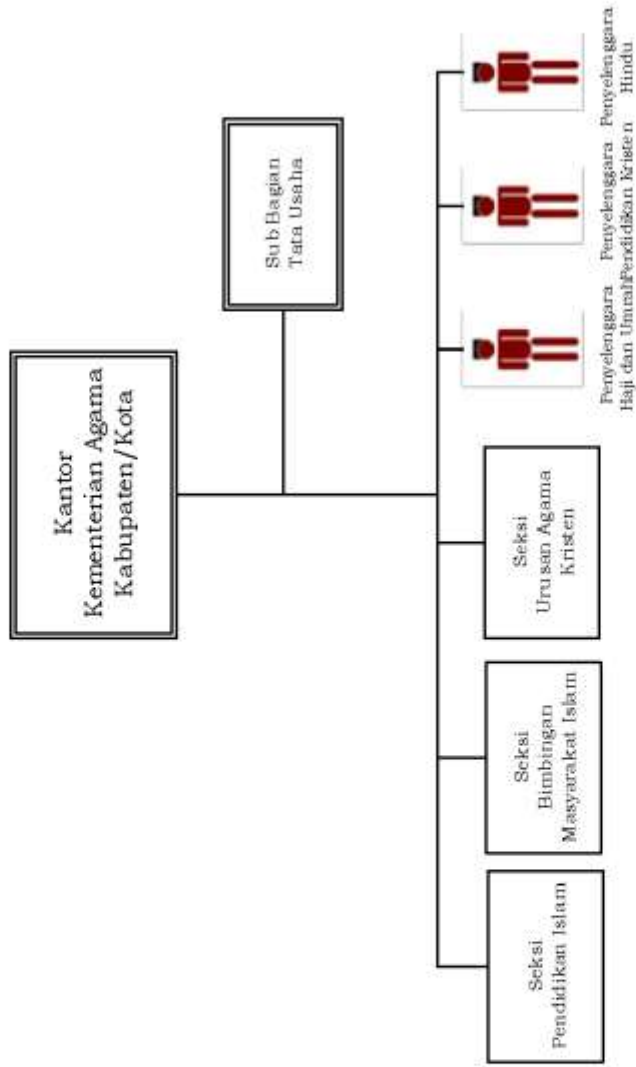 Kantor
Kementerian Agama
Kabupaten/Kota
Sub Bagian
Tata Usaha
Seksi
Pendidikan Islam
Seksi
Bimbingan
Masyarakat Islam
Seksi
Urusan Agama
Kristen
Penyelenggara
Haji dan Umrah
Penyelenggara
Pendidikan Kristen
Penyelenggara
Hindu